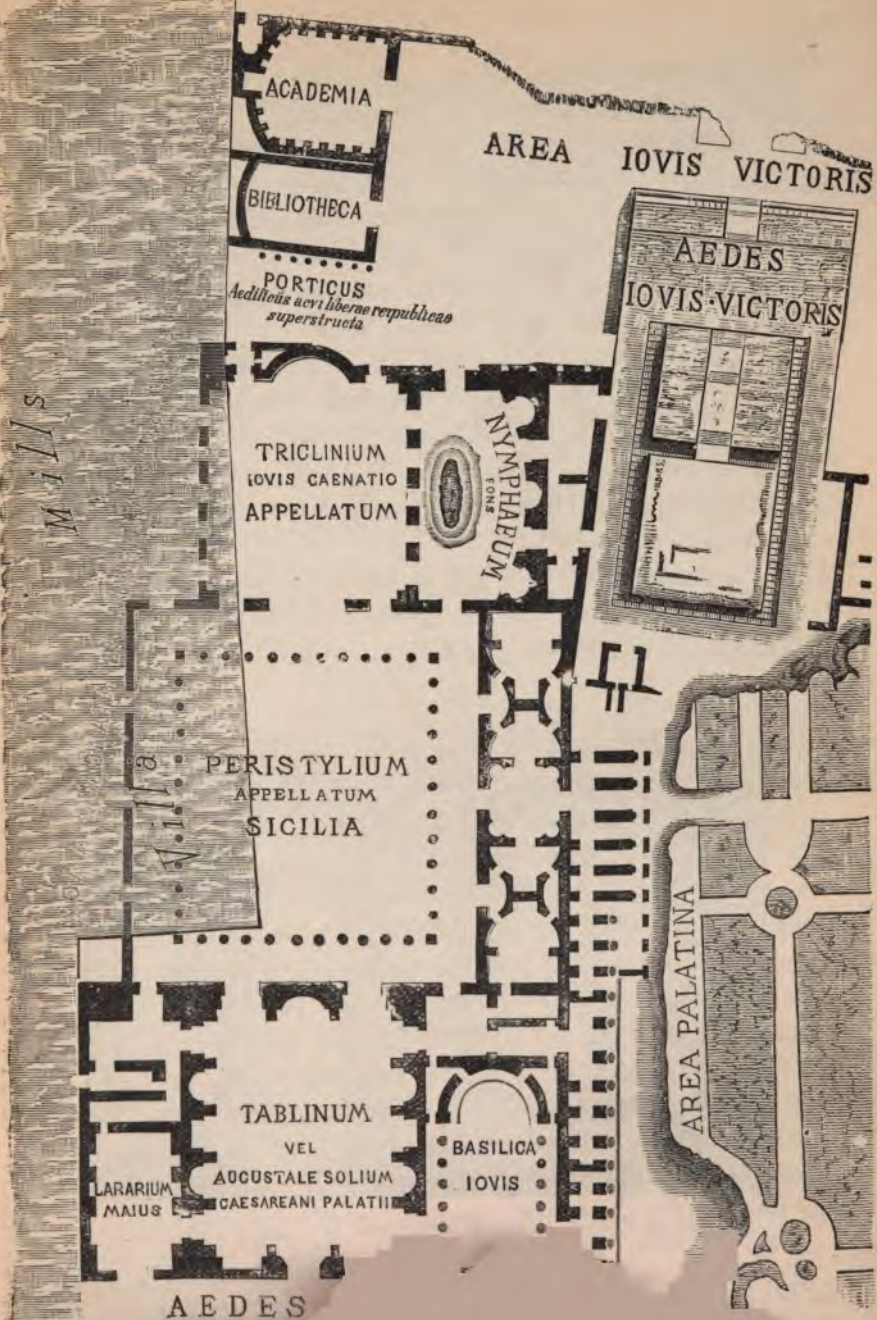 ACADEMIA
AREA IOVIS VICTORIS
BIBLIOTHECA
AEDES
IOVIS·VICTORIS
PORTICUS
Aedificiis aevi liberae reipublicae
superstructa
Mills
TRICLINIUM
IOVIS CAENATIO
APPELLATUM
NYMPHAEUM
FONS
PERISTYLIUM
APPELLATUM
SICILIA
Villa
AREA PALATINA
TABLINUM
VEL
AUGUSTALE SOLIUM
CAESAREANI PALATII
BASILICA
IOVIS
LARARIUM
MAIUS
AEDES